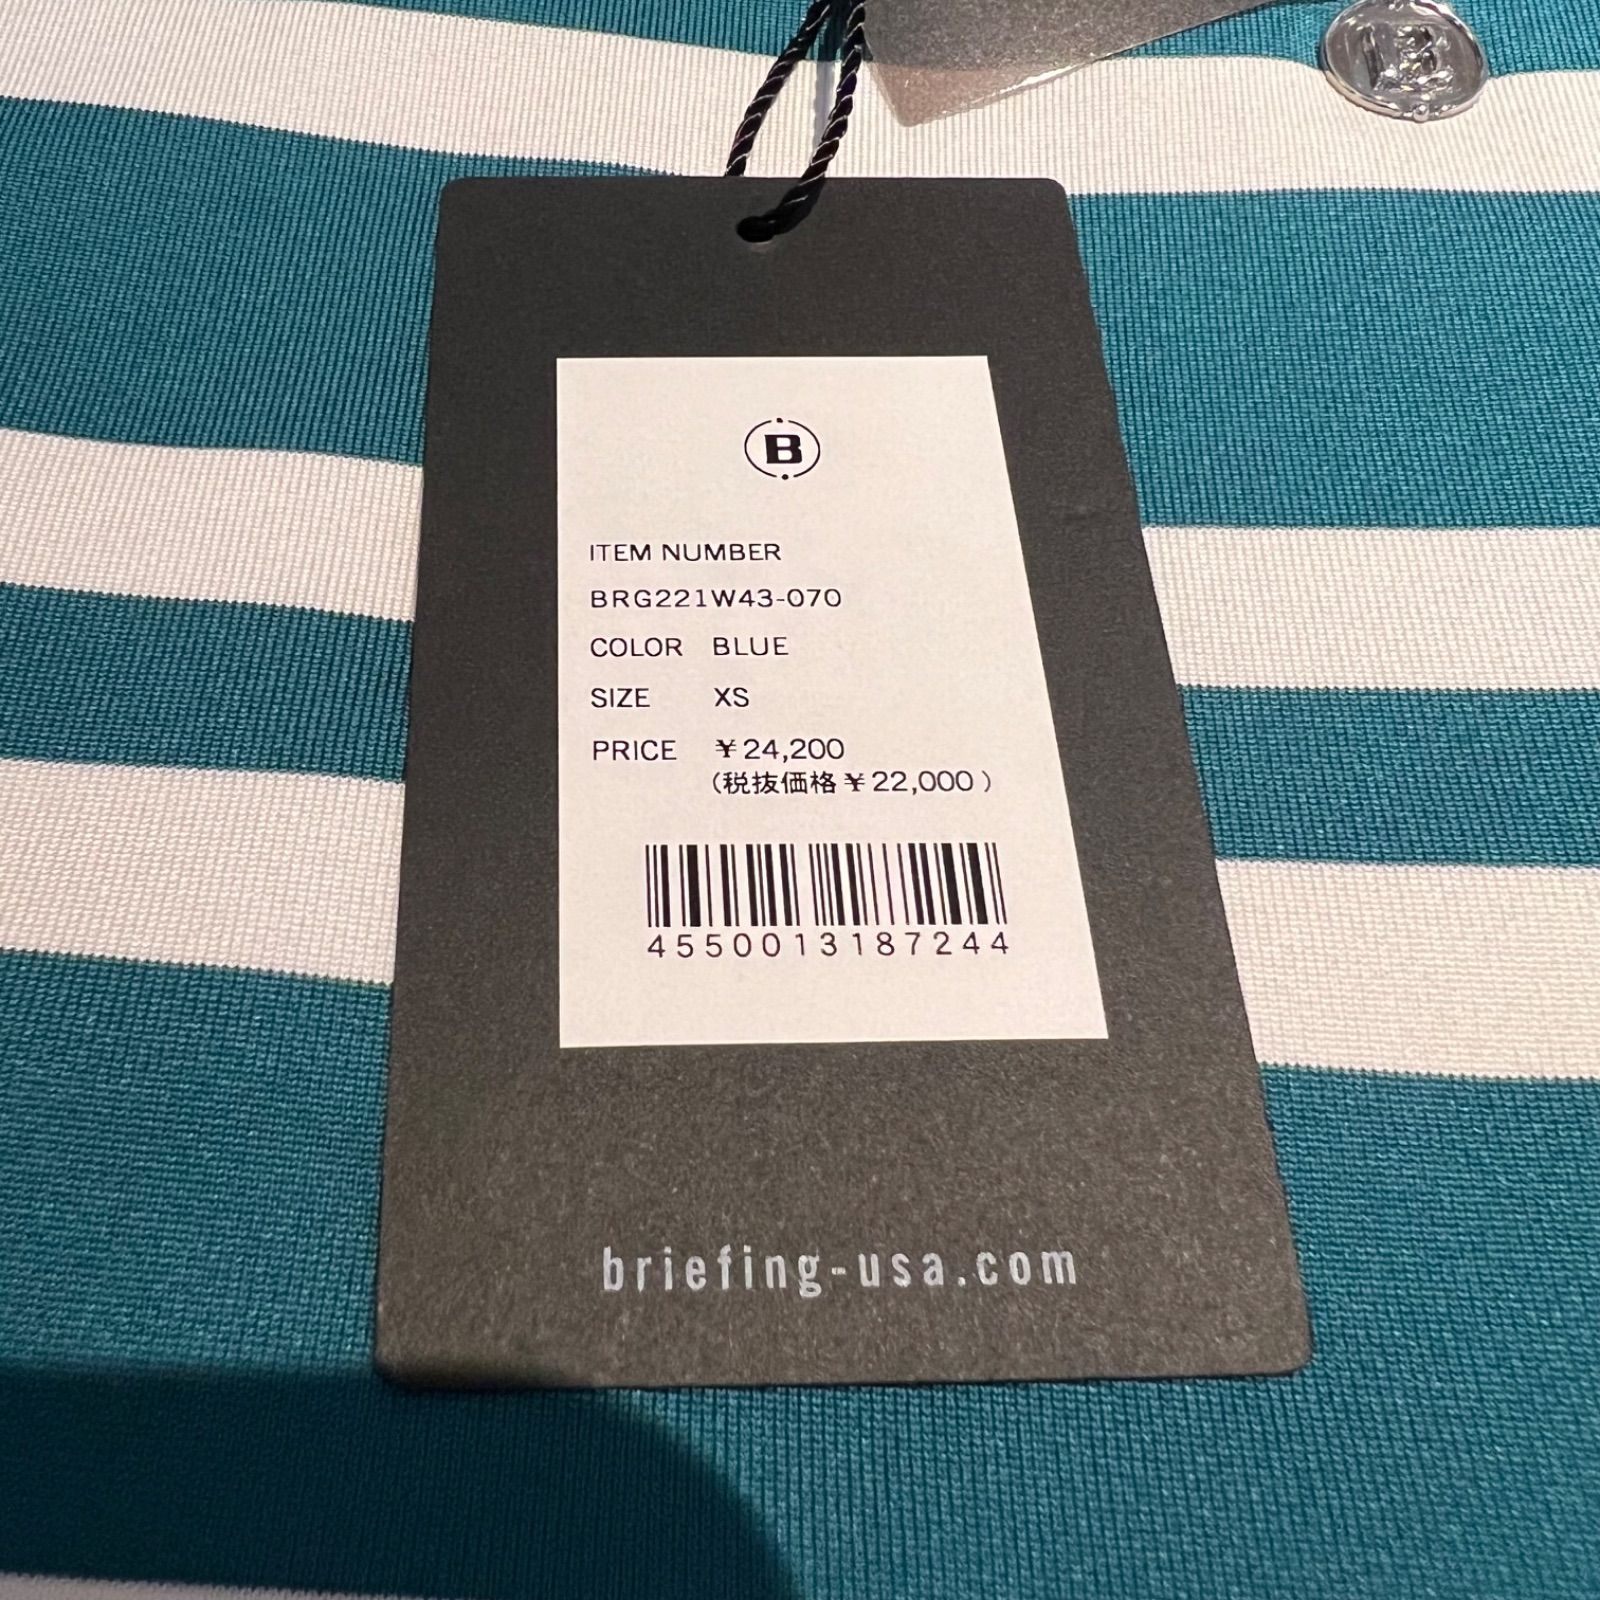 B
ITEM NUMBER
BRG221W43-070
COLOR BLUE
SIZE XS
PRICE ¥24,200
(税抜価格¥22,000)
4550013187244
briefing-usa.com